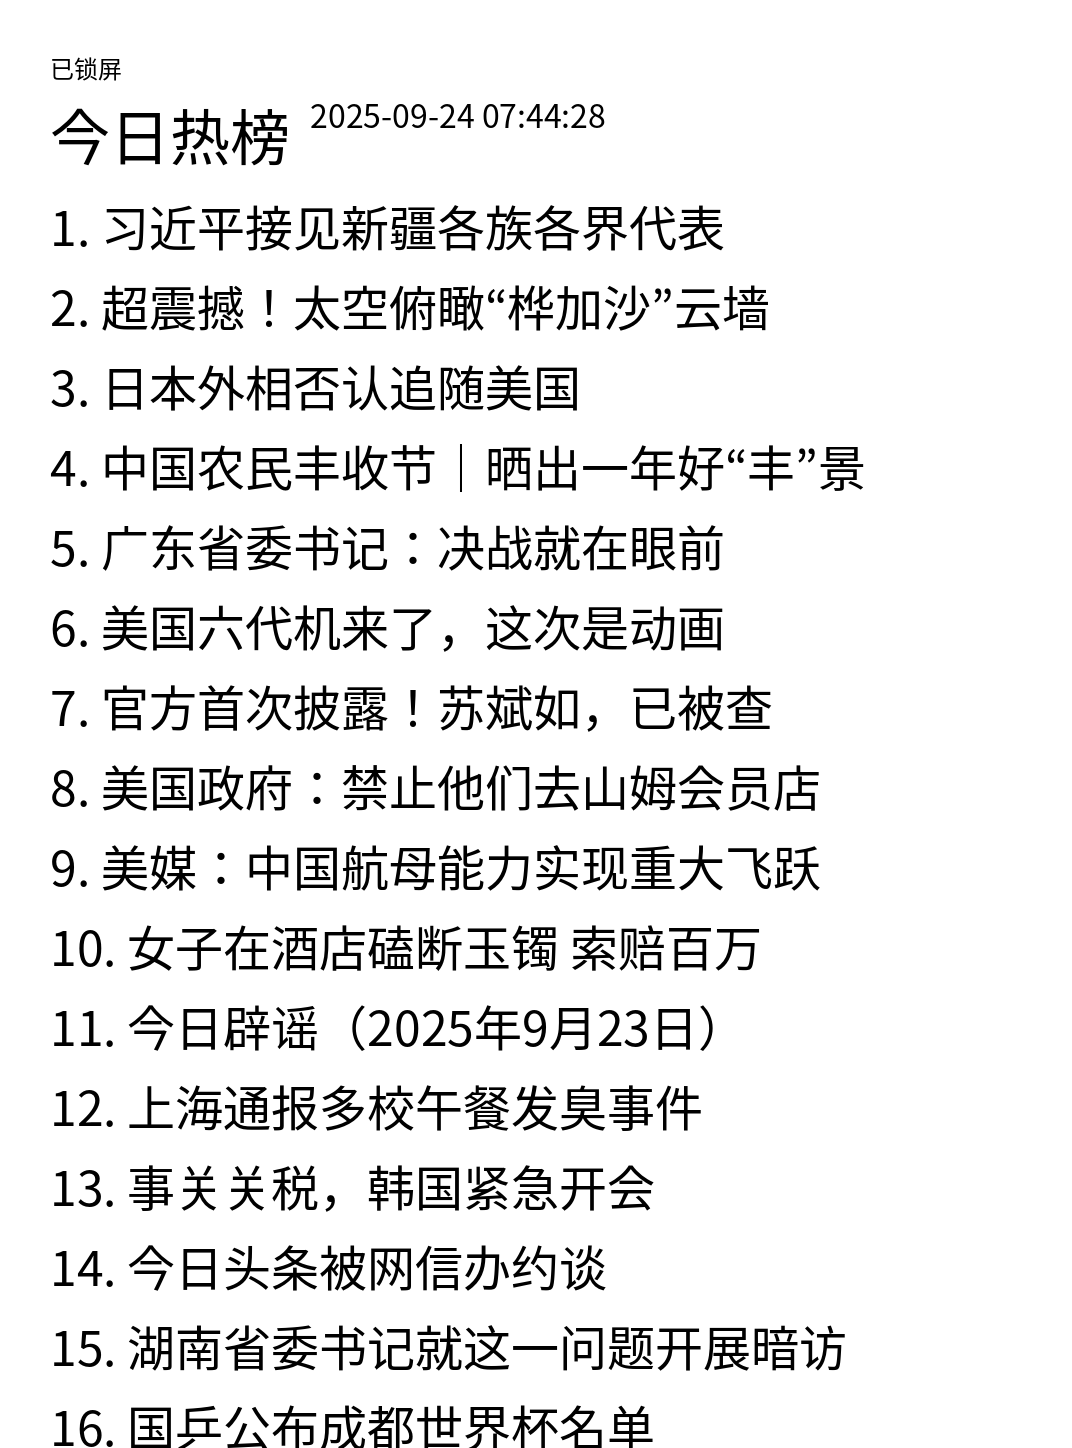 已锁屏
今日热榜 2025-09-24 07:44:28
1. 习近平接见新疆各族各界代表
2. 超震撼！太空俯瞰“桦加沙”云墙
3. 日本外相否认追随美国
4. 中国农民丰收节｜晒出一年好“丰”景
5. 广东省委书记：决战就在眼前
6. 美国六代机来了，这次是动画
7. 官方首次披露！苏斌如，已被查
8. 美国政府：禁止他们去山姆会员店
9. 美媒：中国航母能力实现重大飞跃
10. 女子在酒店磕断玉镯 索赔百万
11. 今日辟谣（2025年9月23日）
12. 上海通报多校午餐发臭事件
13. 事关关税，韩国紧急开会
14. 今日头条被网信办约谈
15. 湖南省委书记就这一问题开展暗访
16. 国乒公布成都世界杯名单